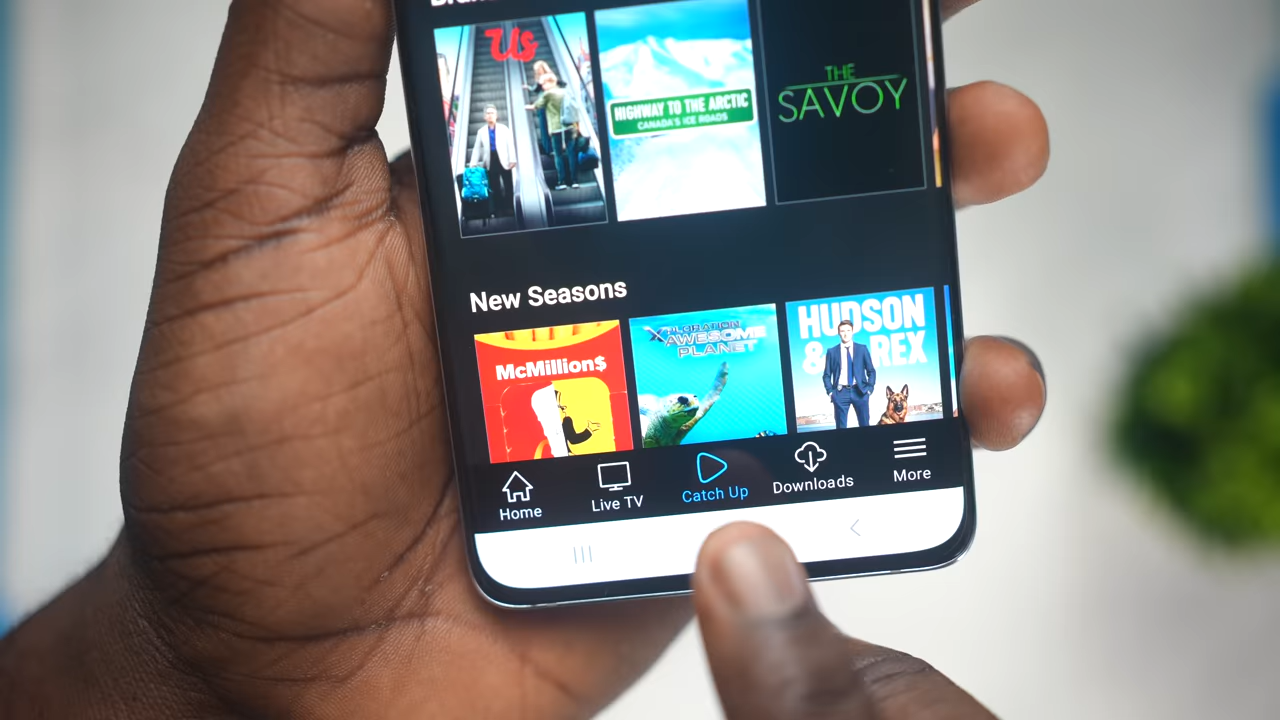 Us
HIGHWAY TO THE ARCTIC
CANADA'S ICE ROADS
THE
SAVOY
New Seasons
McMillion$
XPLORATION
AWESOME
PLANET
HUDSON
& REX
Home
Live TV
Catch Up
Downloads
More